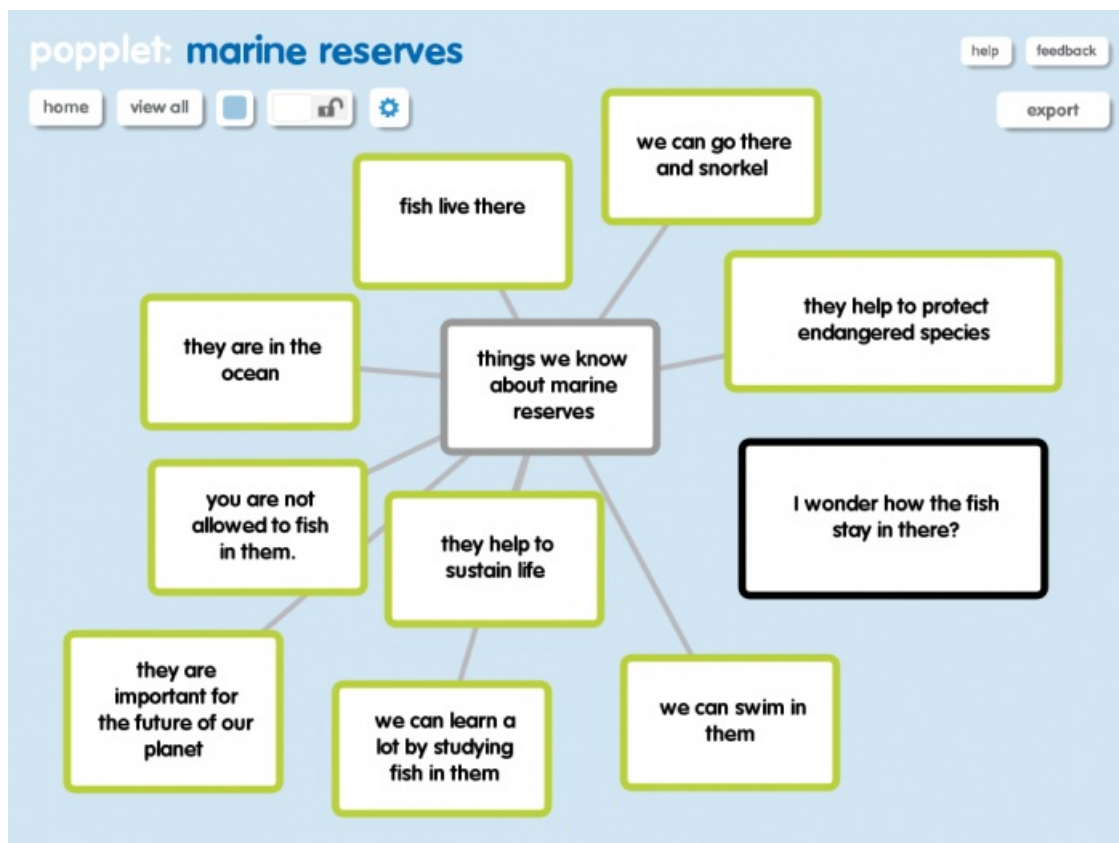 popplet: marine reserves
help
feedback
home
view all
export
we can go there
and snorkel
fish live there
they help to protect
endangered species
they are in the
ocean
things we know
about marine
reserves
I wonder how the fish
stay in there?
you are not
allowed to fish
in them.
they help to
sustain life
they are
important for
the future of our
planet
we can learn a
lot by studying
fish in them
we can swim in
them